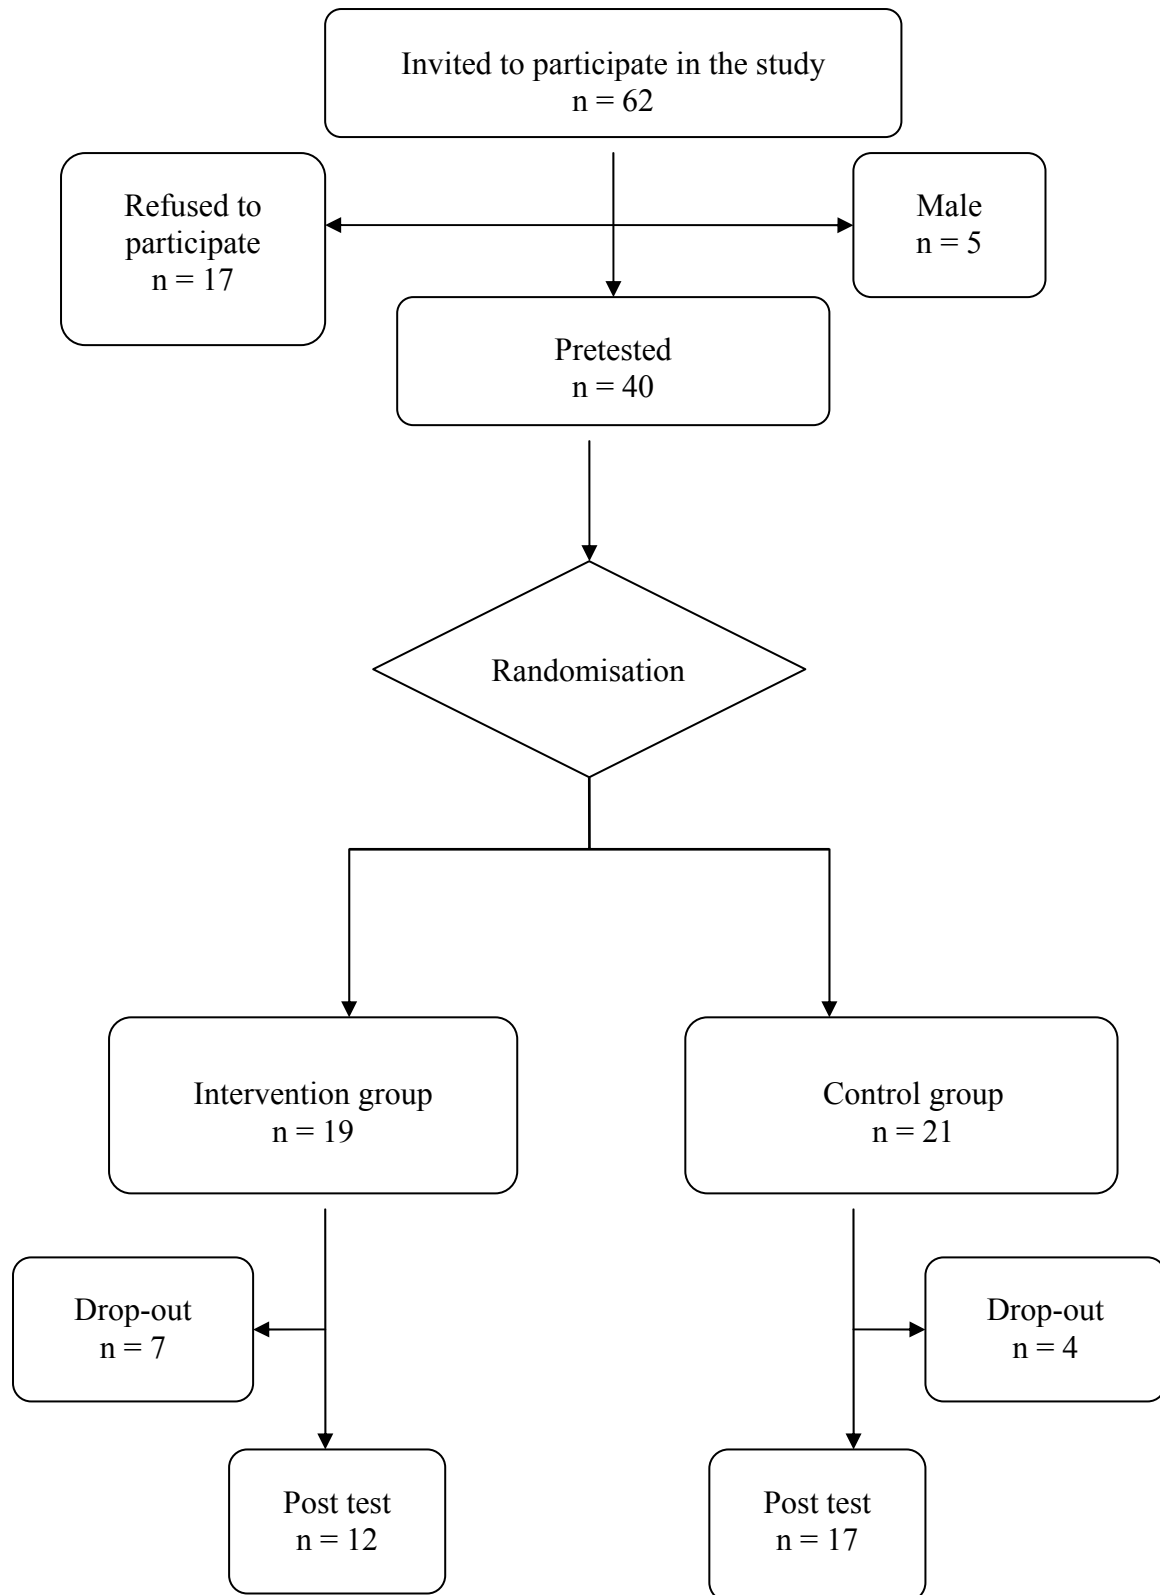 Invited to participate in the study
n = 62
Refused to
participate
n = 17
Male
n = 5
Pretested
n = 40
Randomisation
Intervention group
n = 19
Control group
n = 21
Drop-out
n = 7
Drop-out
n = 4
Post test
n = 12
Post test
n = 17